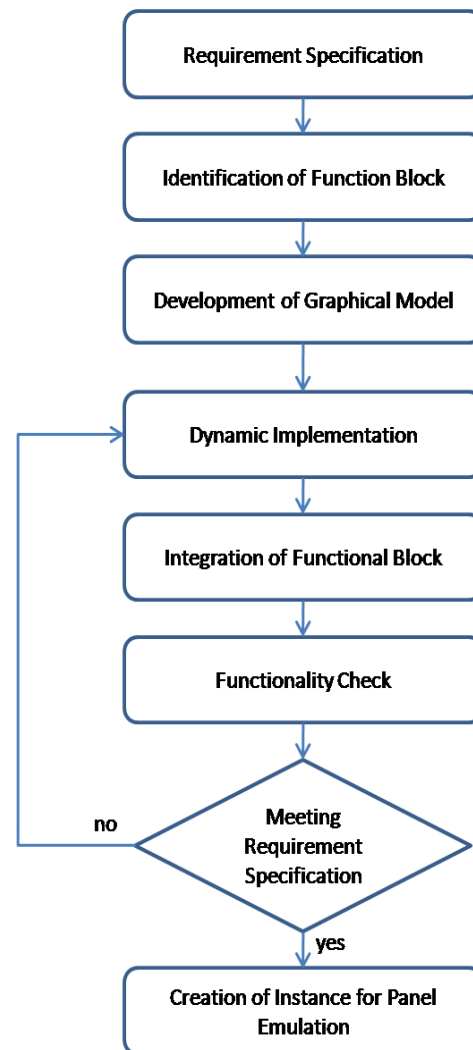 Requirement Specification
Identification of Function Block
Development of Graphical Model
Dynamic Implementation
Integration of Functional Block
Functionality Check
Meeting
Requirement
Specification
no
yes
Creation of Instance for Panel
Emulation